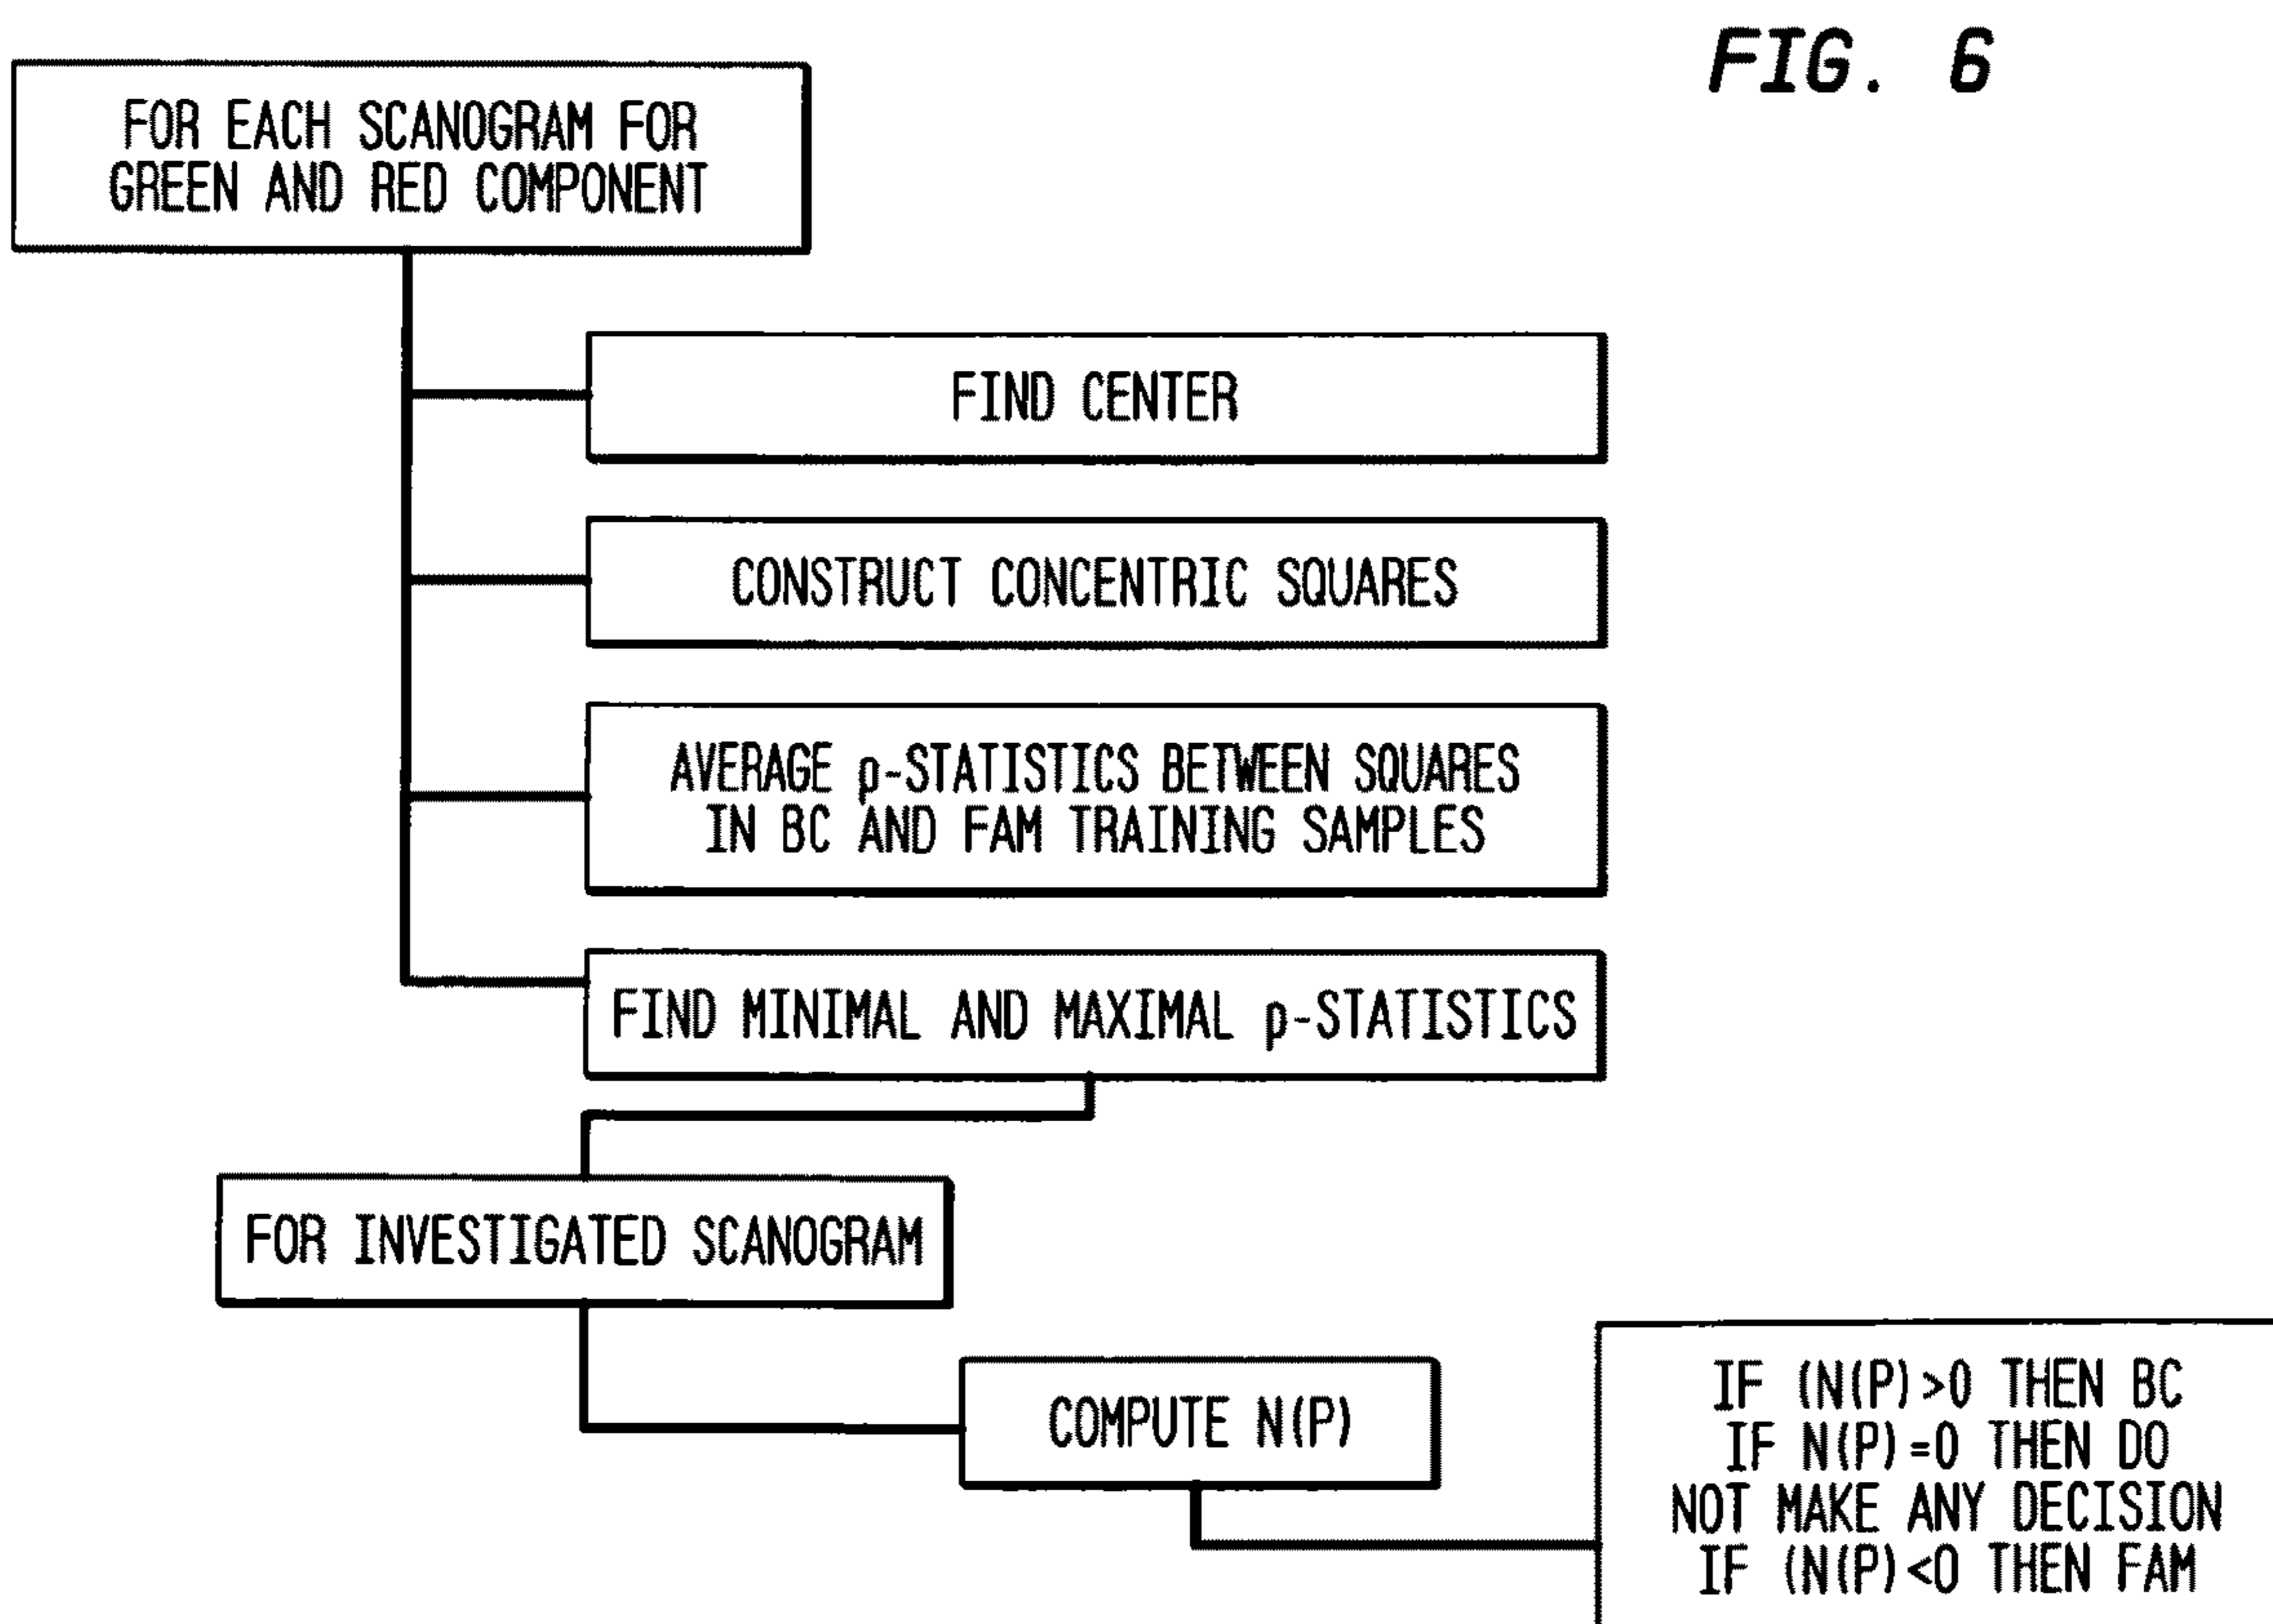 FIG. 6
FOR EACH SCANOGRAM FOR
GREEN AND RED COMPONENT
FIND CENTER
CONSTRUCT CONCENTRIC SQUARES
AVERAGE p-STATISTICS BETWEEN SQUARES
IN BC AND FAM TRAINING SAMPLES
FIND MINIMAL AND MAXIMAL p-STATISTICS
FOR INVESTIGATED SCANOGRAM
COMPUTE N(P)
IF (N(P)>0 THEN BC
IF N(P)=0 THEN DO
NOT MAKE ANY DECISION
IF (N(P)<0 THEN FAM